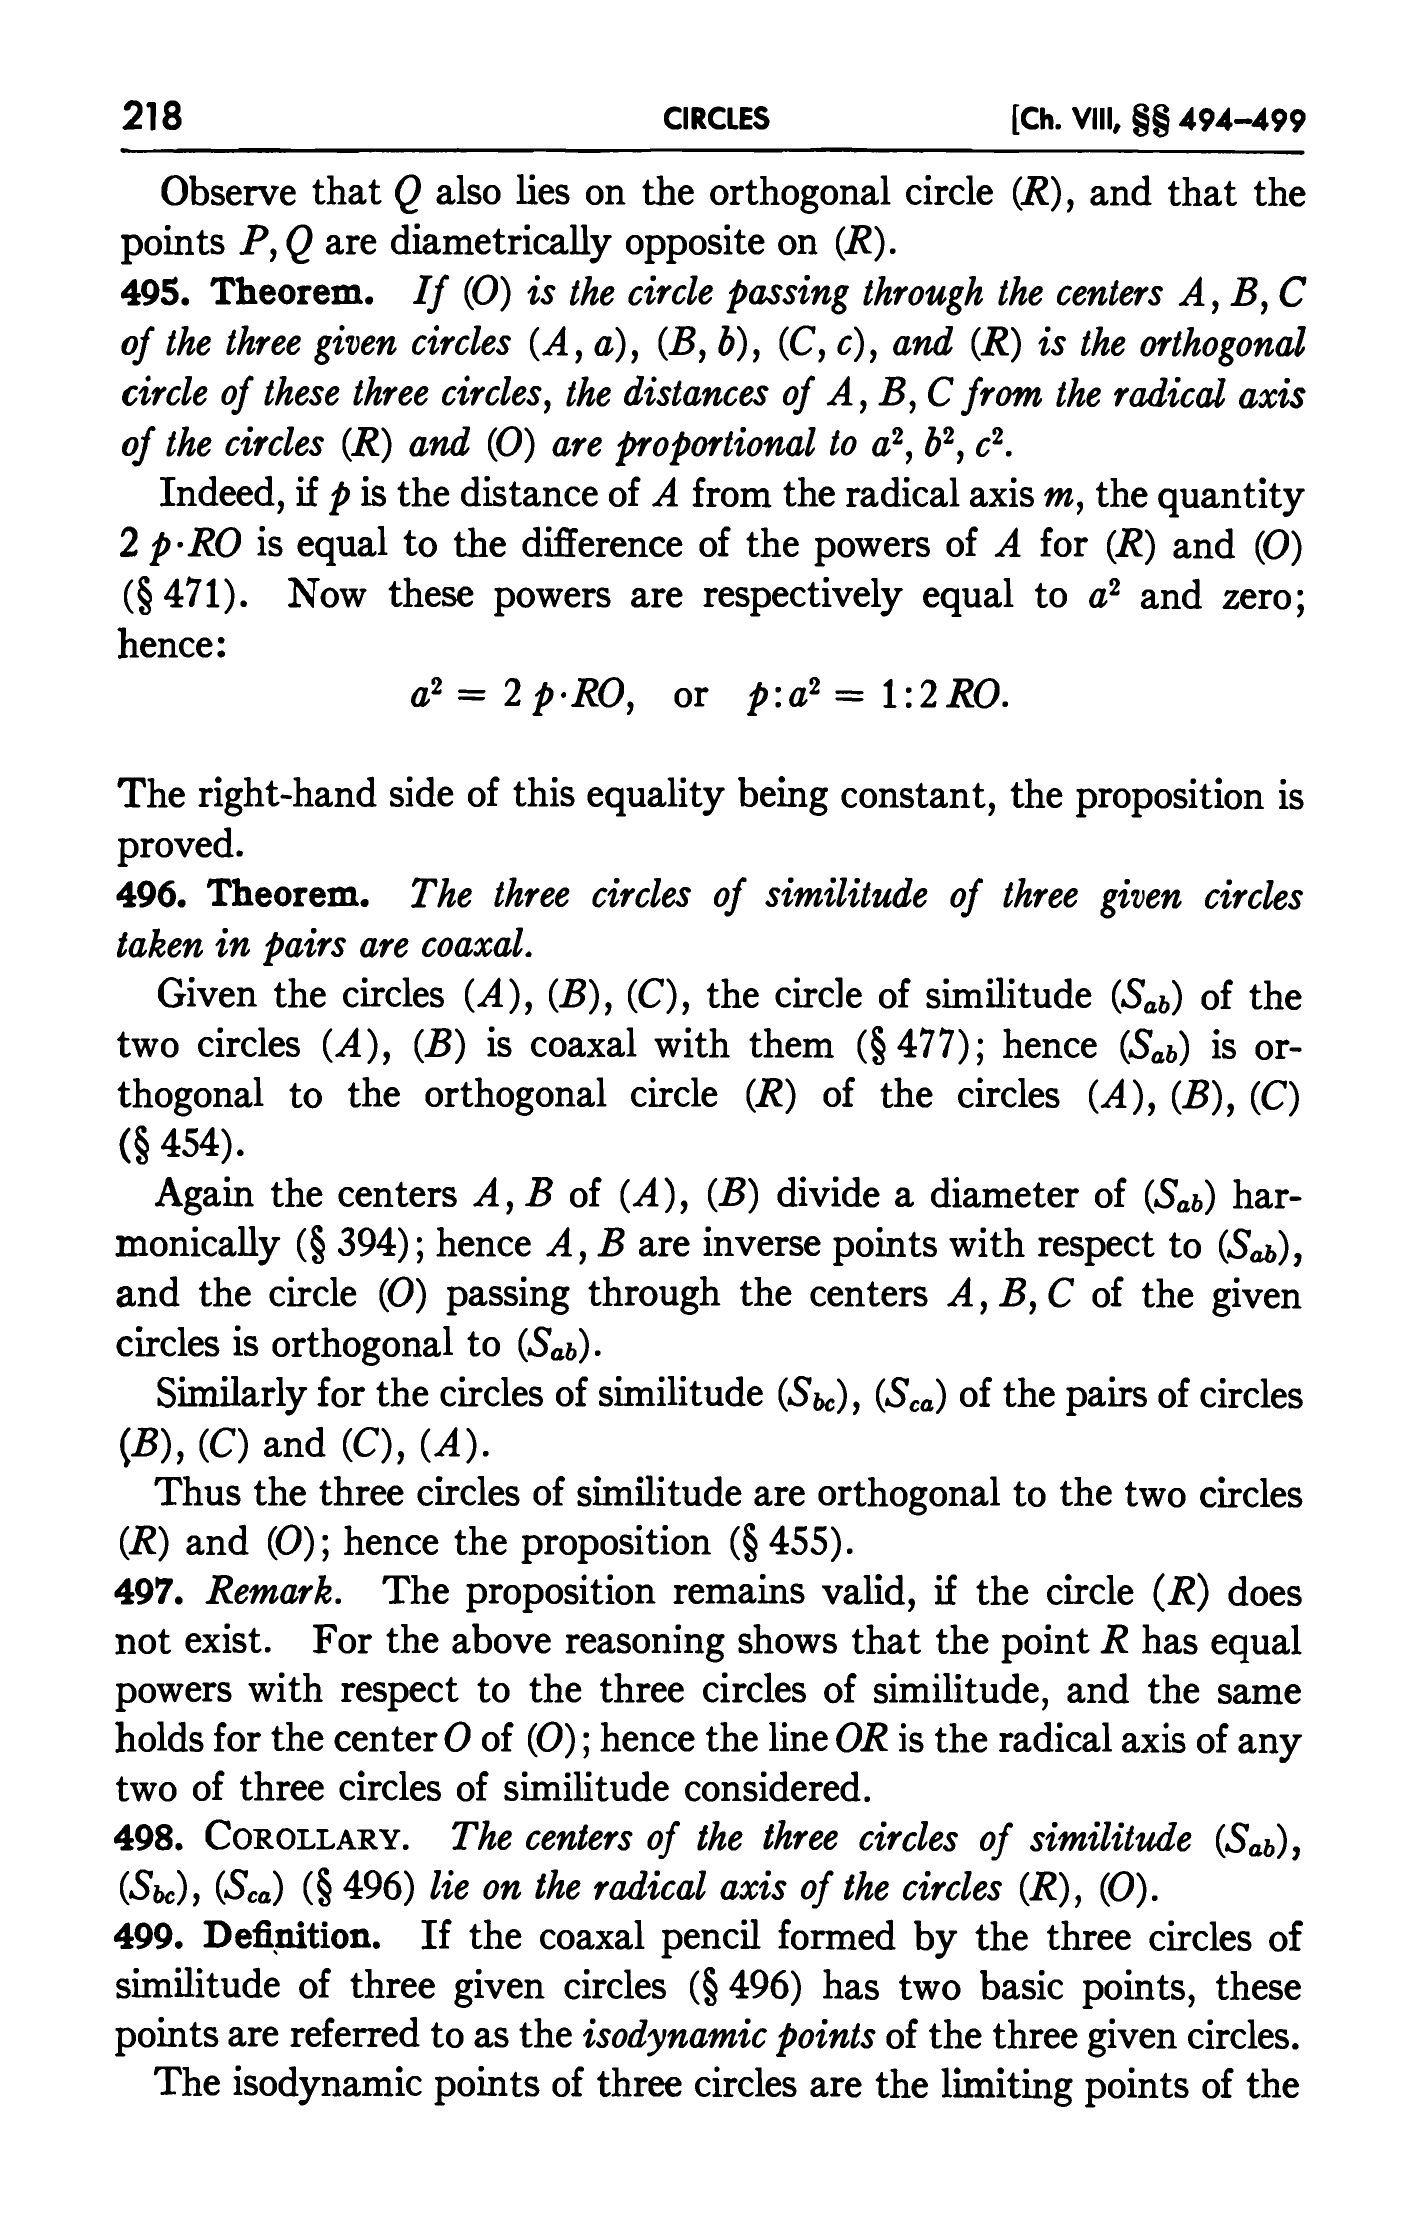 218 CIRCLES [Ch. VIII, §§ 494–499
Observe that Q also lies on the orthogonal circle (R), and that the
points P, Q are diametrically opposite on (R).
495. Theorem. If (O) is the circle passing through the centers A, B, C
of the three given circles (A, a), (B, b), (C, c), and (R) is the orthogonal
circle of these three circles, the distances of A, B, C from the radical axis
of the circles (R) and (O) are proportional to a², b², c².
Indeed, if p is the distance of A from the radical axis m, the quantity
2 p·RO is equal to the difference of the powers of A for (R) and (O)
(§ 471). Now these powers are respectively equal to a² and zero;
hence:
a² = 2 p·RO, or p:a² = 1:2 RO.
The right-hand side of this equality being constant, the proposition is
proved.
496. Theorem. The three circles of similitude of three given circles
taken in pairs are coaxal.
Given the circles (A), (B), (C), the circle of similitude (Sab) of the
two circles (A), (B) is coaxal with them (§ 477); hence (Sab) is or-
thogonal to the orthogonal circle (R) of the circles (A), (B), (C)
(§ 454).
Again the centers A, B of (A), (B) divide a diameter of (Sab) har-
monically (§ 394); hence A, B are inverse points with respect to (Sab),
and the circle (O) passing through the centers A, B, C of the given
circles is orthogonal to (Sab).
Similarly for the circles of similitude (Sbc), (Sca) of the pairs of circles
(B), (C) and (C), (A).
Thus the three circles of similitude are orthogonal to the two circles
(R) and (O); hence the proposition (§ 455).
497. Remark. The proposition remains valid, if the circle (R) does
not exist. For the above reasoning shows that the point R has equal
powers with respect to the three circles of similitude, and the same
holds for the center O of (O); hence the line OR is the radical axis of any
two of three circles of similitude considered.
498. COROLLARY. The centers of the three circles of similitude (Sab),
(Sbc), (Sca) (§ 496) lie on the radical axis of the circles (R), (O).
499. Definition. If the coaxal pencil formed by the three circles of
similitude of three given circles (§ 496) has two basic points, these
points are referred to as the isodynamic points of the three given circles.
The isodynamic points of three circles are the limiting points of the